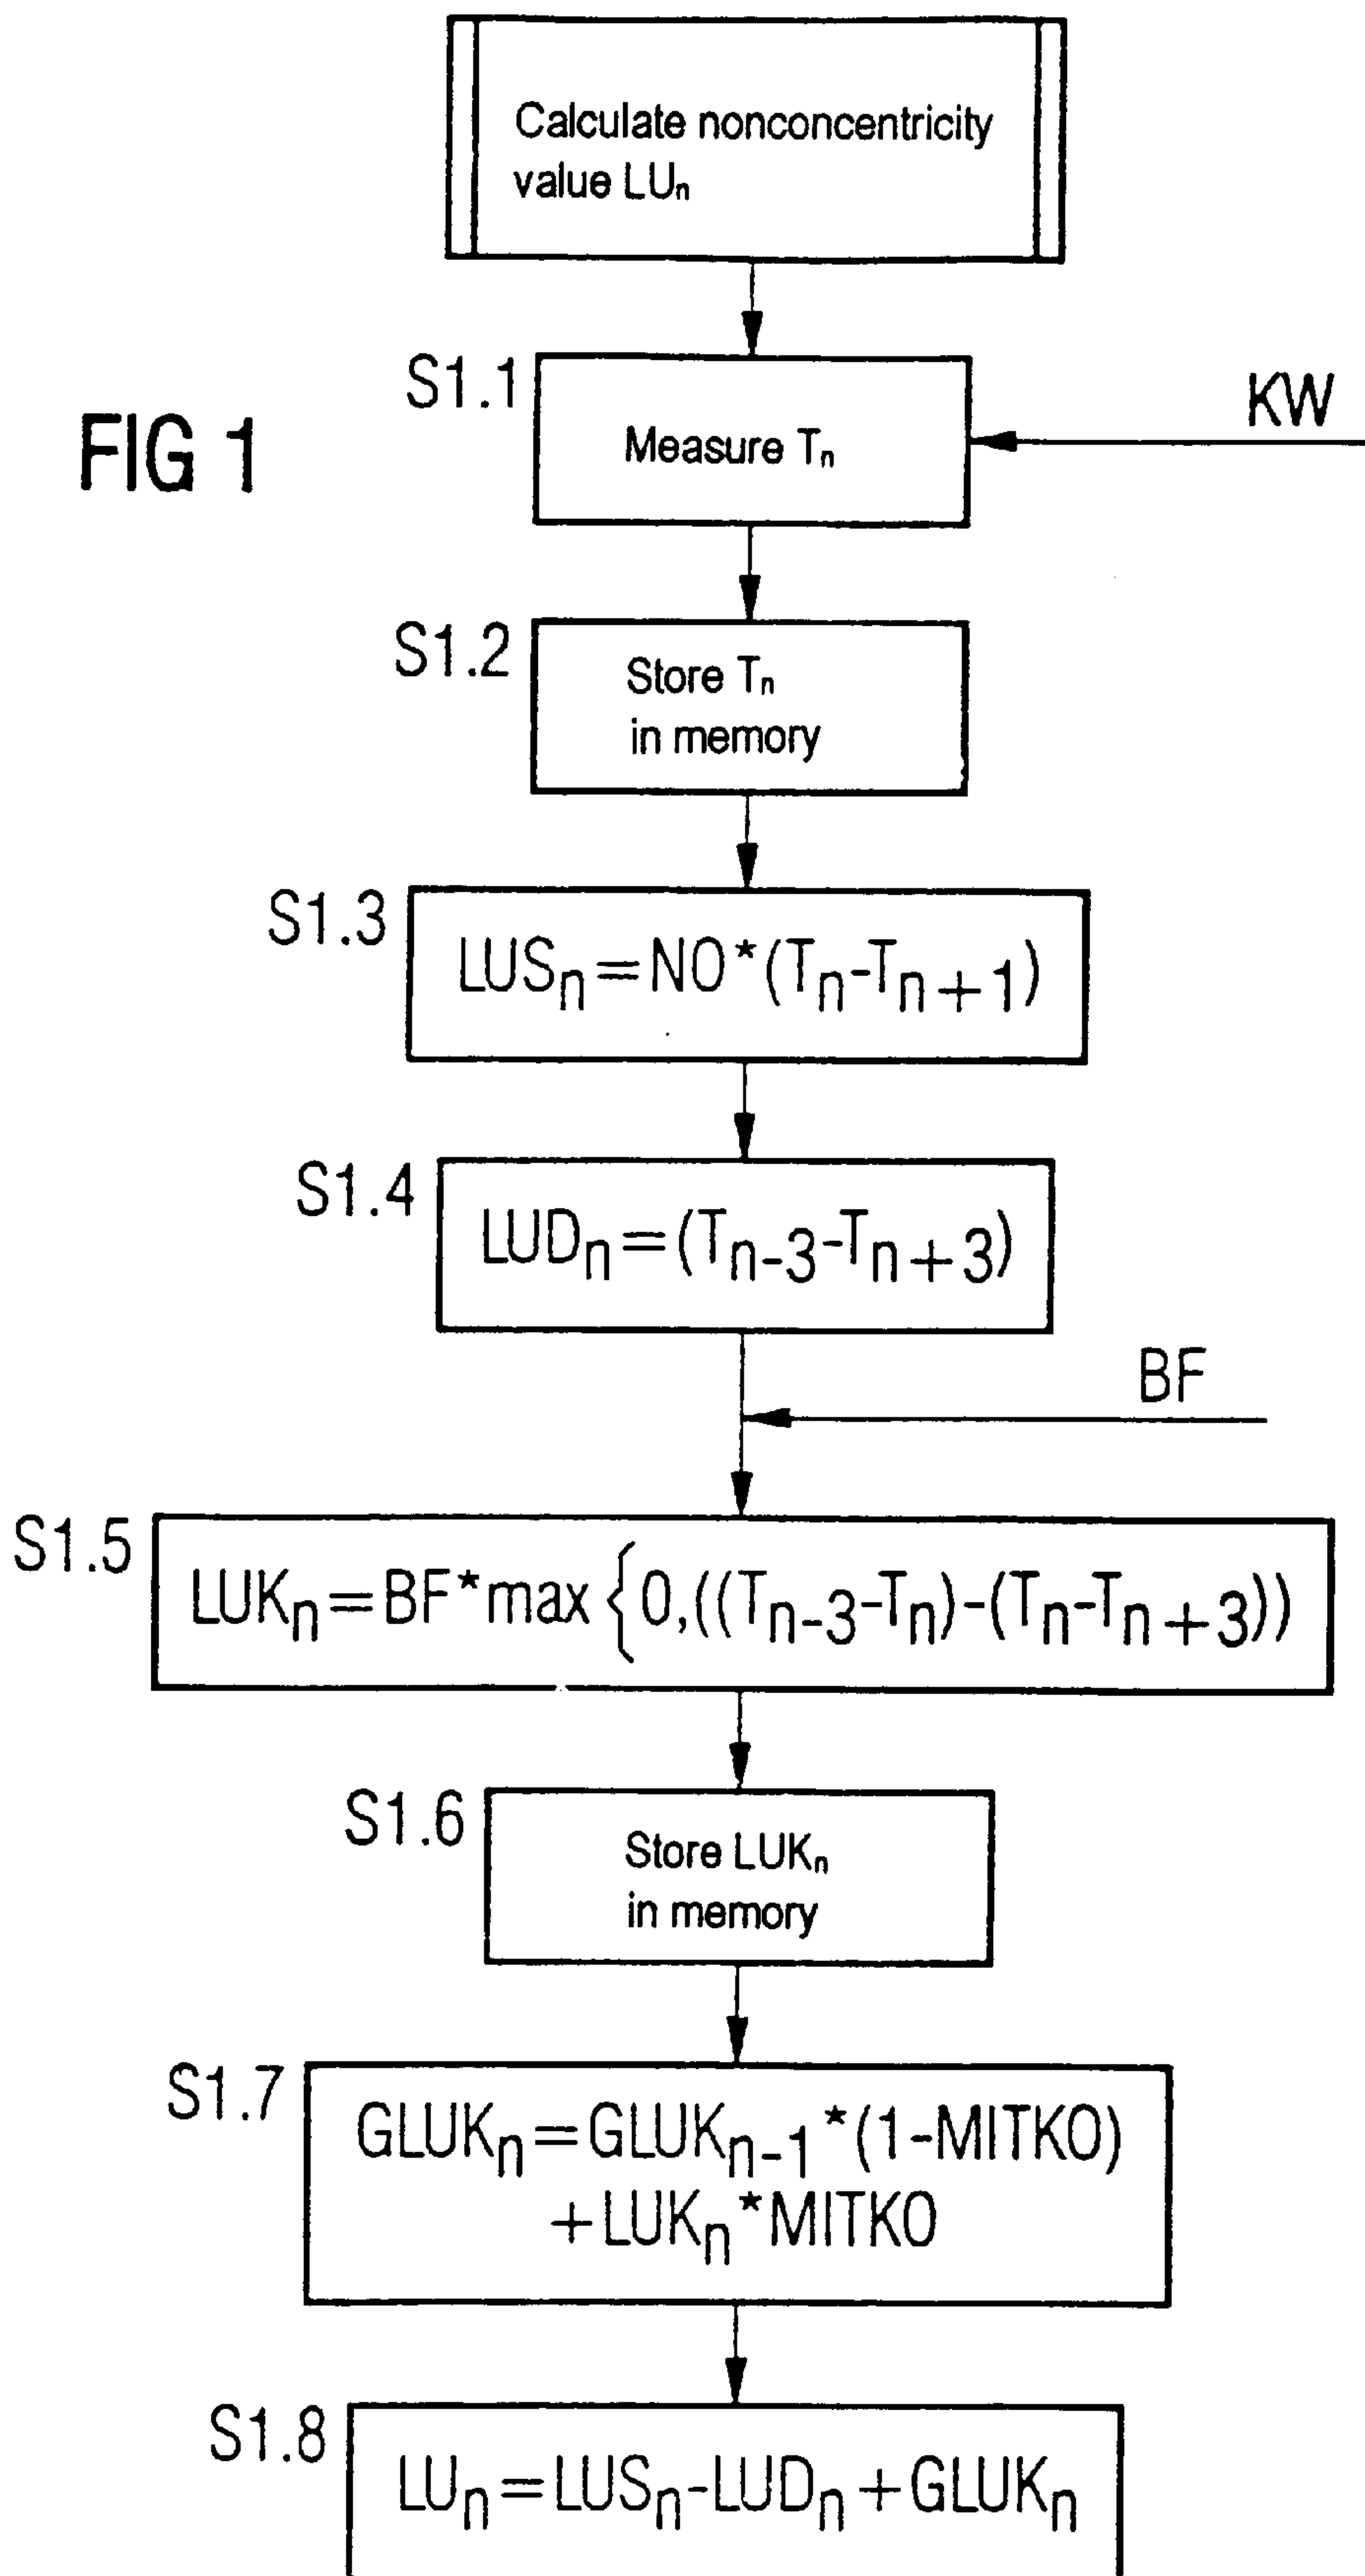 Calculate nonconcentricity
value LUₙ
FIG 1
S1.1
Measure Tₙ
KW
S1.2
Store Tₙ
in memory
S1.3
LUSₙ=NO*(Tₙ-Tₙ₊₁)
S1.4
LUDₙ=(Tₙ₋₃-Tₙ₊₃)
BF
S1.5
LUKₙ=BF*max{0,((Tₙ₋₃-Tₙ)-(Tₙ-Tₙ₊₃))
S1.6
Store LUKₙ
in memory
S1.7
GLUKₙ=GLUKₙ₋₁*(1-MITKO)
+LUKₙ*MITKO
S1.8
LUₙ=LUSₙ-LUDₙ+GLUKₙ